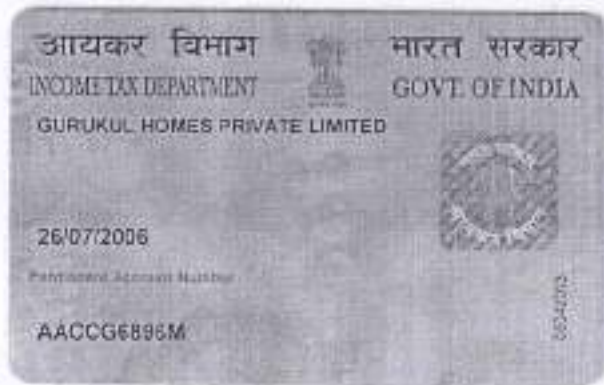 आयकर विभाग
भारत सरकार
INCOME TAX DEPARTMENT
GOVT. OF INDIA
GURUKUL HOMES PRIVATE LIMITED
26/07/2006
Permanent Account Number
AACCG6896M